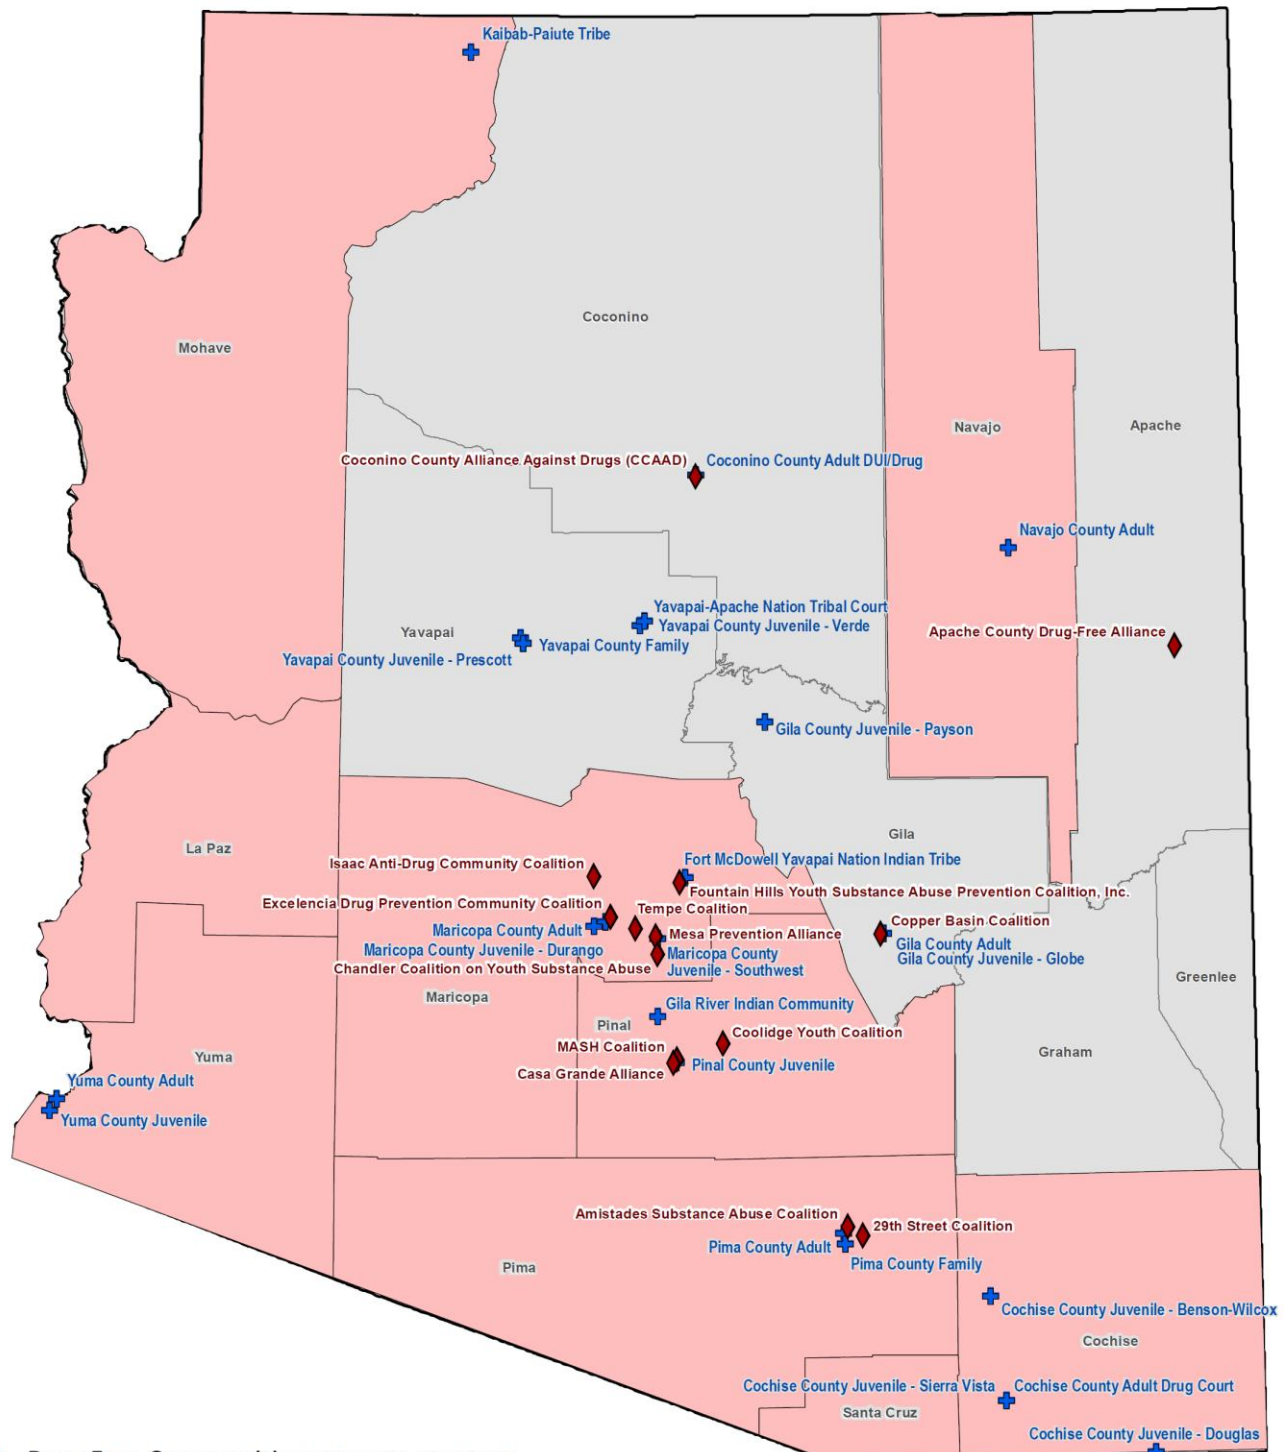 Kaibab-Paiute Tribe
Coconino
Mohave
Navajo
Apache
Coconino County Alliance Against Drugs (CCAAD)
Coconino County Adult DUI/Drug
Navajo County Adult
Yavapai-Apache Nation Tribal Court
Yavapai County Juvenile - Verde
Yavapai
Apache County Drug-Free Alliance
Yavapai County Family
Yavapai County Juvenile - Prescott
Gila County Juvenile - Payson
Gila
La Paz
Isaac Anti-Drug Community Coalition
Fort McDowell Yavapai Nation Indian Tribe
Fountain Hills Youth Substance Abuse Prevention Coalition, Inc.
Excelencia Drug Prevention Community Coalition
Tempe Coalition
Copper Basin Coalition
Maricopa County Adult
Mesa Prevention Alliance
Gila County Adult
Maricopa County Juvenile - Durango
Maricopa County
Juvenile - Southwest
Gila County Juvenile - Globe
Chandler Coalition on Youth Substance Abuse
Greenlee
Maricopa
Gila River Indian Community
Pinal
Coolidge Youth Coalition
MASH Coalition
Graham
Yuma
Pinal County Juvenile
Casa Grande Alliance
Yuma County Adult
Yuma County Juvenile
Amistades Substance Abuse Coalition
29th Street Coalition
Pima County Adult
Pima County Family
Pima
Cochise County Juvenile - Benson-Wilcox
Cochise
Cochise County Juvenile - Sierra Vista
Cochise County Adult Drug Court
Santa Cruz
Cochise County Juvenile - Douglas